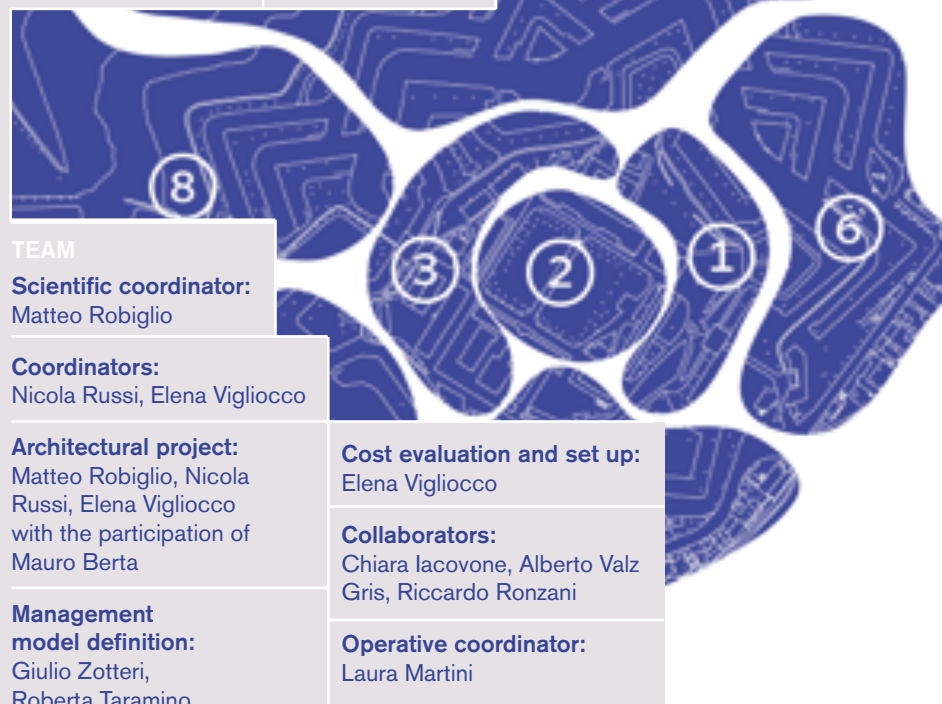 8
3
2
1
6
TEAM
Scientific coordinator:
Matteo Robiglio
Coordinators:
Nicola Russi, Elena Vigliocco
Architectural project:
Matteo Robiglio, Nicola
Russi, Elena Vigliocco
with the participation of
Mauro Berta
Management
model definition:
Giulio Zotteri,
Roberta Taramino
Cost evaluation and set up:
Elena Vigliocco
Collaborators:
Chiara Iacovone, Alberto Valz
Gris, Riccardo Ronzani
Operative coordinator:
Laura Martini